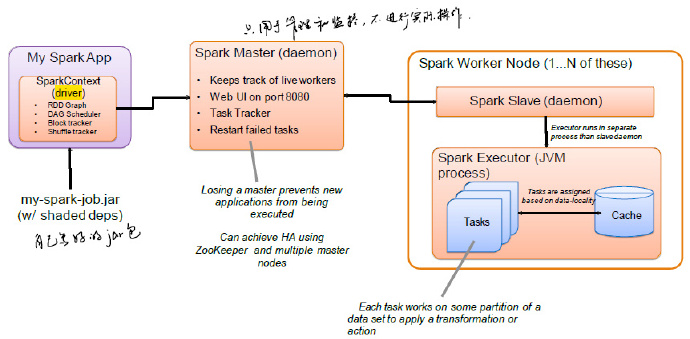 只用于管理和监控，不进行实际操作.
My Spark App
SparkContext
(driver)
• RDD Graph
• DAG Scheduler
• Block tracker
• Shuffle tracker
my-spark-job.jar
(w/ shaded deps)
自己写好的jar包
Spark Master (daemon)
• Keeps track of live workers
• Web UI on port 8080
• Task Tracker
• Restart failed tasks
Losing a master prevents new
applications from being
executed
Can achieve HA using
ZooKeeper and multiple master
nodes
Spark Worker Node (1...N of these)
Spark Slave (daemon)
Executor runs in separate
process than slave daemon
Spark Executor (JVM
process)
Tasks
Tasks are assigned
based on data-locality
Cache
Each task works on some partition of a
data set to apply a transformation or
action